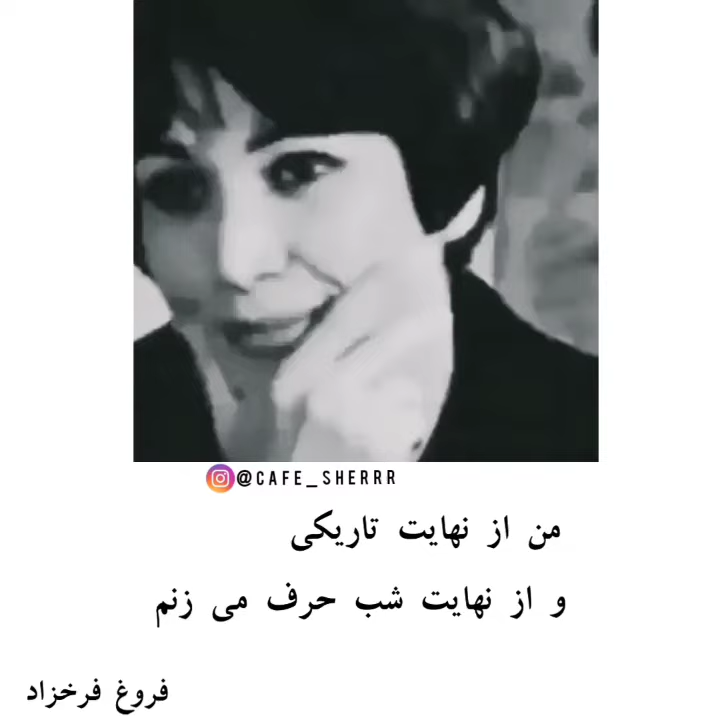 @CAFE_SHERRR
من از نهایت تاریکی
و از نهایت شب حرف می زنم
فروغ فرخزاد